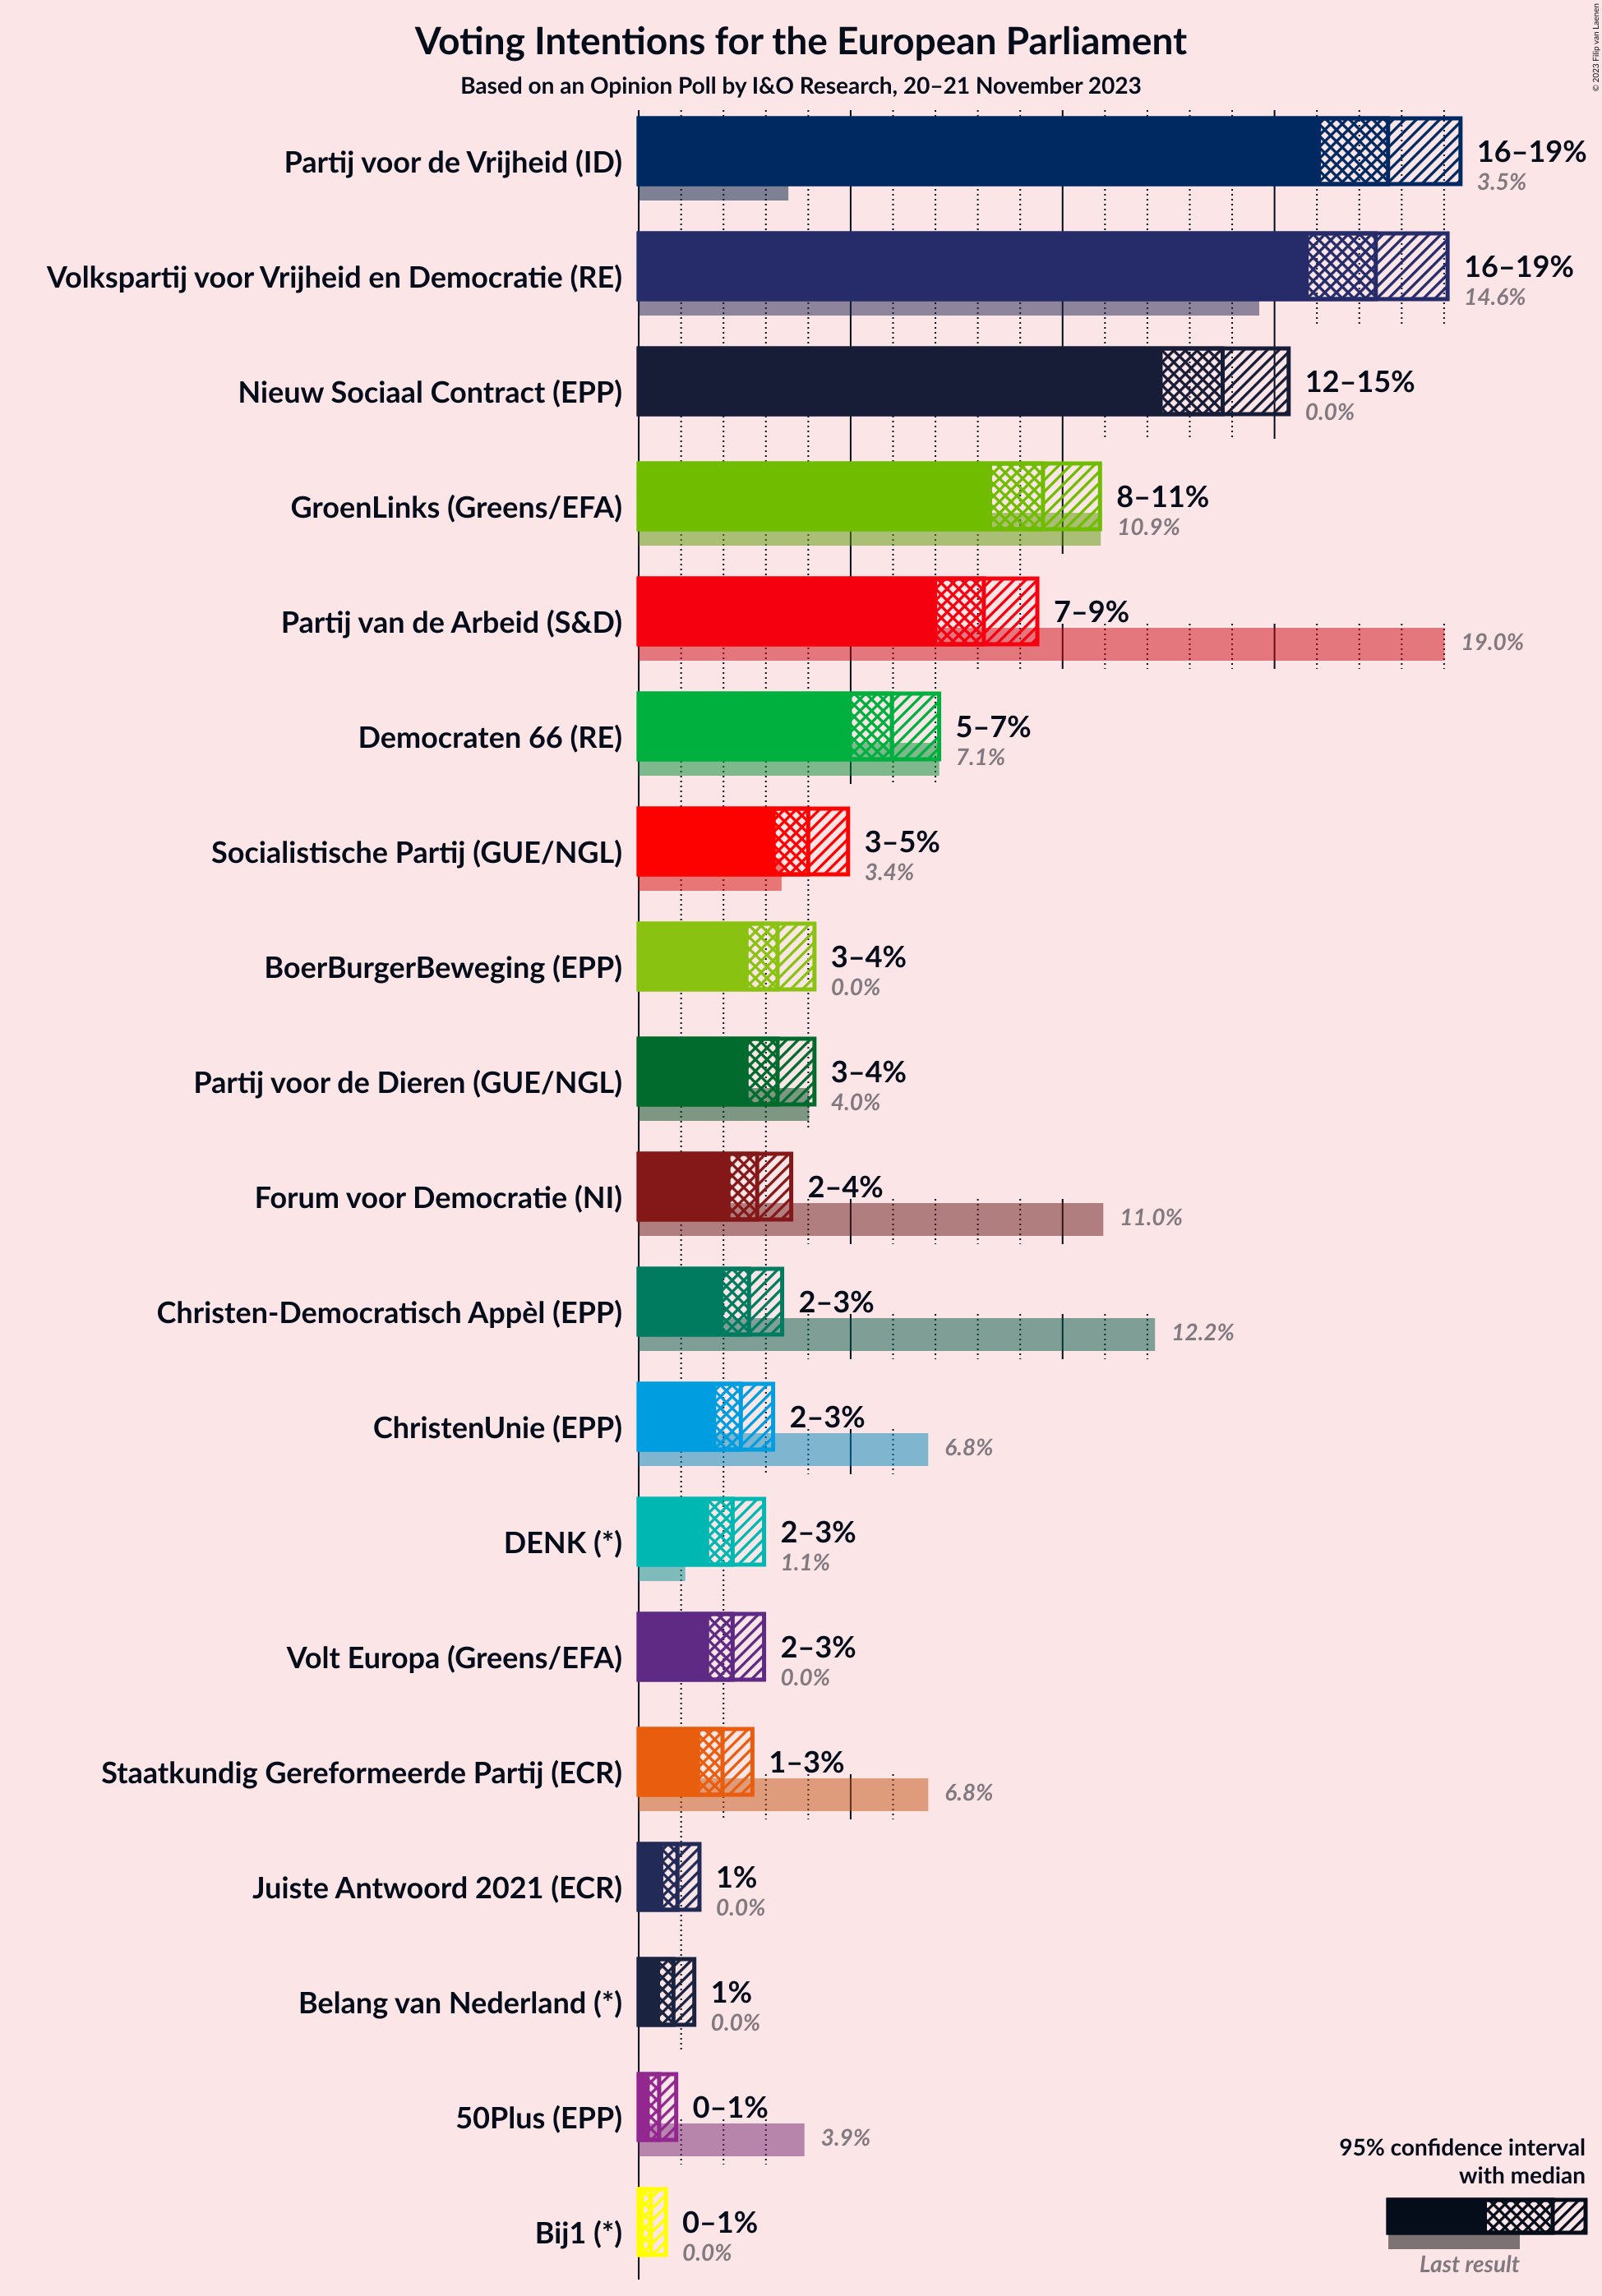 © 2023 Filip van Laenen
Voting Intentions for the European Parliament
Based on an Opinion Poll by I&O Research, 20–21 November 2023
Partij voor de Vrijheid (ID)
16–19%
3.5%
Volkspartij voor Vrijheid en Democratie (RE)
16–19%
14.6%
Nieuw Sociaal Contract (EPP)
12–15%
0.0%
GroenLinks (Greens/EFA)
8–11%
10.9%
Partij van de Arbeid (S&D)
7–9%
19.0%
Democraten 66 (RE)
5–7%
7.1%
Socialistische Partij (GUE/NGL)
3–5%
3.4%
BoerBurgerBeweging (EPP)
3–4%
0.0%
Partij voor de Dieren (GUE/NGL)
3–4%
4.0%
Forum voor Democratie (NI)
2–4%
11.0%
Christen-Democratisch Appèl (EPP)
2–3%
12.2%
ChristenUnie (EPP)
2–3%
6.8%
DENK (*)
2–3%
1.1%
Volt Europa (Greens/EFA)
2–3%
0.0%
Staatkundig Gereformeerde Partij (ECR)
1–3%
6.8%
Juiste Antwoord 2021 (ECR)
1%
0.0%
Belang van Nederland (*)
1%
0.0%
50Plus (EPP)
0–1%
3.9%
Bij1 (*)
0–1%
0.0%
95% confidence interval
with median
Last result